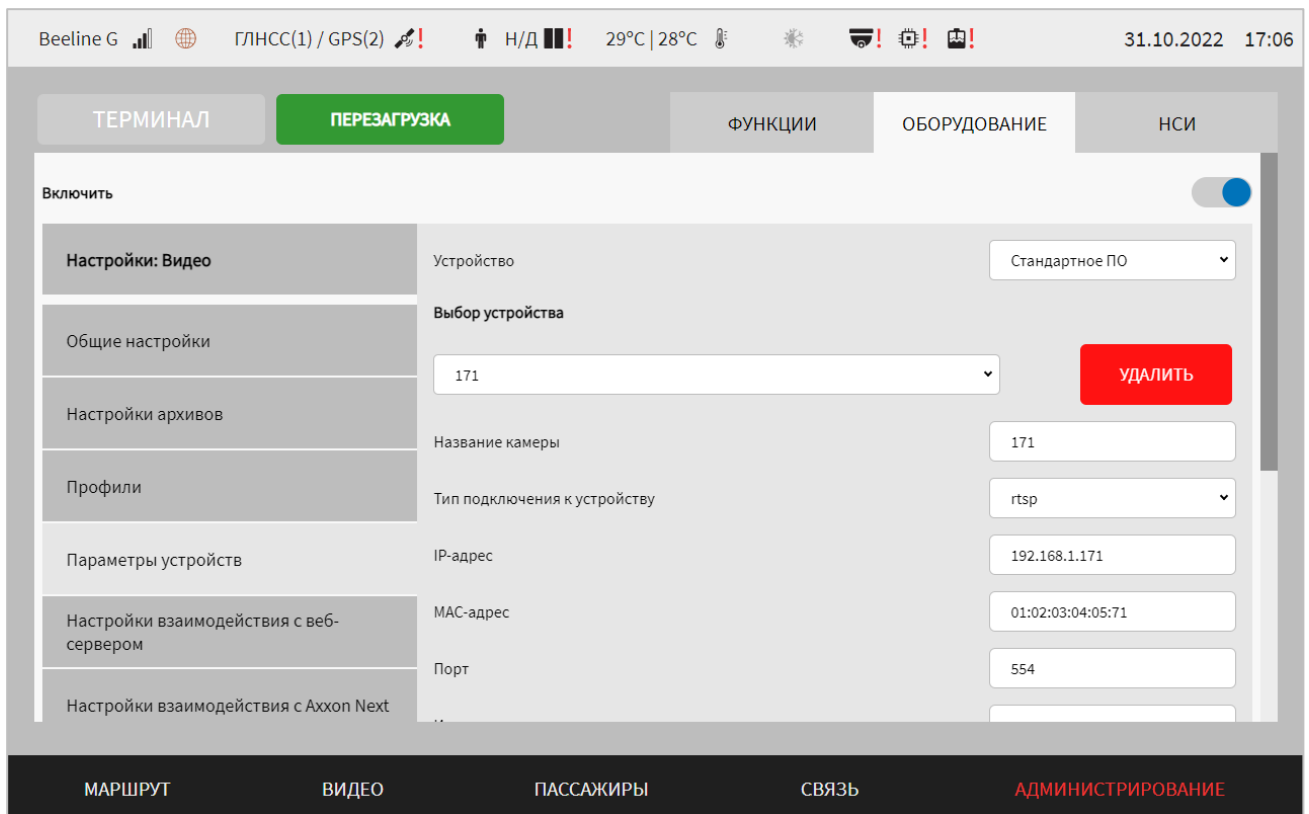 Beeline G ГЛНСС(1) / GPS(2) ! Н/Д ! 29°C | 28°C ! ! ! 31.10.2022 17:06
ТЕРМИНАЛ ПЕРЕЗАГРУЗКА ФУНКЦИИ ОБОРУДОВАНИЕ НСИ
Включить
Настройки: Видео
Устройство Стандартное ПО
Выбор устройства
Общие настройки
171 УДАЛИТЬ
Настройки архивов
Название камеры 171
Профили
Тип подключения к устройству rtsp
Параметры устройств
IP-адрес 192.168.1.171
Настройки взаимодействия с веб-
сервером
MAC-адрес 01:02:03:04:05:71
Порт 554
Настройки взаимодействия с Axxon Next
МАРШРУТ ВИДЕО ПАССАЖИРЫ СВЯЗЬ АДМИНИСТРИРОВАНИЕ